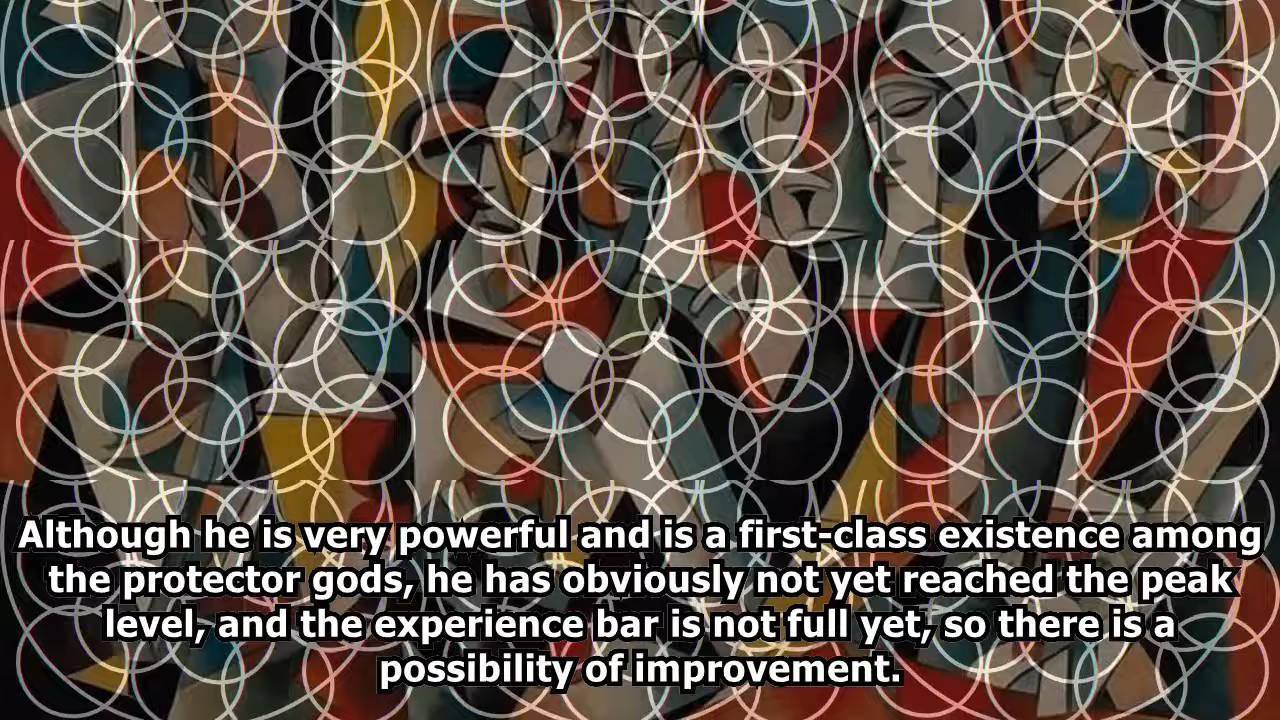 Although he is very powerful and is a first-class existence among
the protector gods, he has obviously not yet reached the peak
level, and the experience bar is not full yet, so there is a
possibility of improvement.